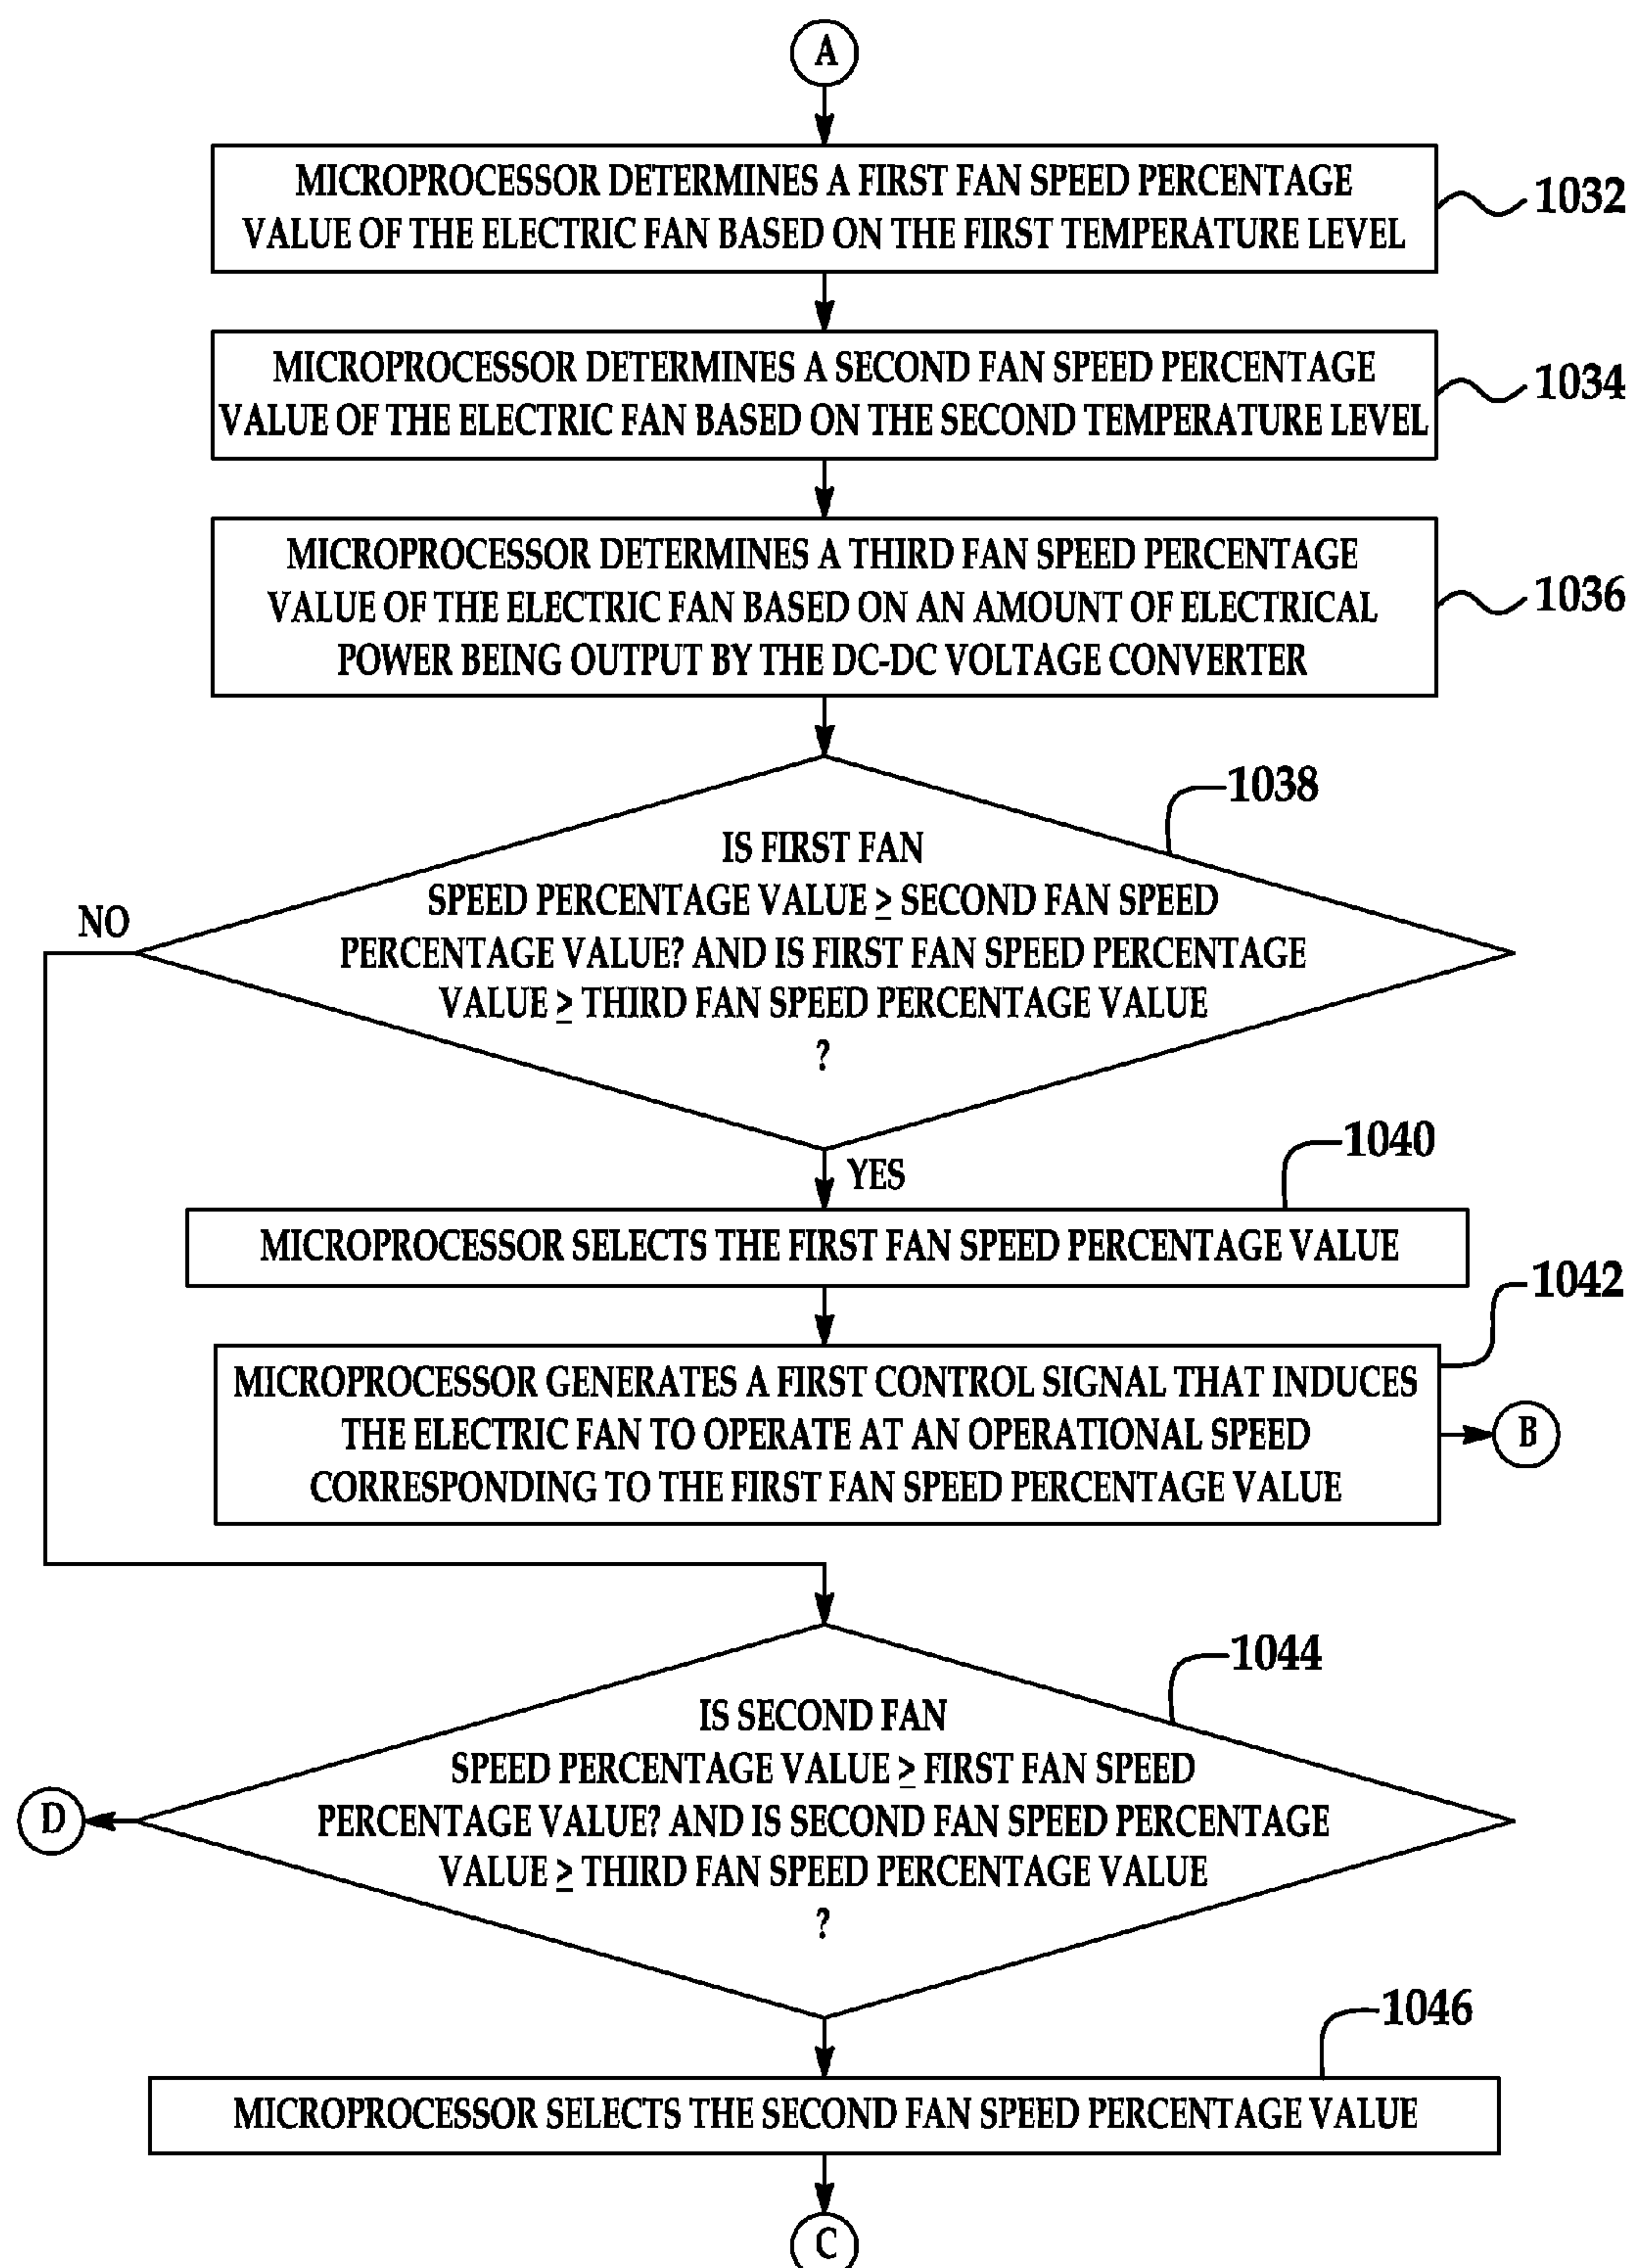 A
MICROPROCESSOR DETERMINES A FIRST FAN SPEED PERCENTAGE
VALUE OF THE ELECTRIC FAN BASED ON THE FIRST TEMPERATURE LEVEL
1032
MICROPROCESSOR DETERMINES A SECOND FAN SPEED PERCENTAGE
VALUE OF THE ELECTRIC FAN BASED ON THE SECOND TEMPERATURE LEVEL
1034
MICROPROCESSOR DETERMINES A THIRD FAN SPEED PERCENTAGE
VALUE OF THE ELECTRIC FAN BASED ON AN AMOUNT OF ELECTRICAL
POWER BEING OUTPUT BY THE DC-DC VOLTAGE CONVERTER
1036
1038
IS FIRST FAN
SPEED PERCENTAGE VALUE ≥ SECOND FAN SPEED
PERCENTAGE VALUE? AND IS FIRST FAN SPEED PERCENTAGE
VALUE ≥ THIRD FAN SPEED PERCENTAGE VALUE
?
NO
YES
1040
MICROPROCESSOR SELECTS THE FIRST FAN SPEED PERCENTAGE VALUE
1042
MICROPROCESSOR GENERATES A FIRST CONTROL SIGNAL THAT INDUCES
THE ELECTRIC FAN TO OPERATE AT AN OPERATIONAL SPEED
CORRESPONDING TO THE FIRST FAN SPEED PERCENTAGE VALUE
B
1044
IS SECOND FAN
SPEED PERCENTAGE VALUE ≥ FIRST FAN SPEED
PERCENTAGE VALUE? AND IS SECOND FAN SPEED PERCENTAGE
VALUE ≥ THIRD FAN SPEED PERCENTAGE VALUE
?
D
1046
MICROPROCESSOR SELECTS THE SECOND FAN SPEED PERCENTAGE VALUE
C